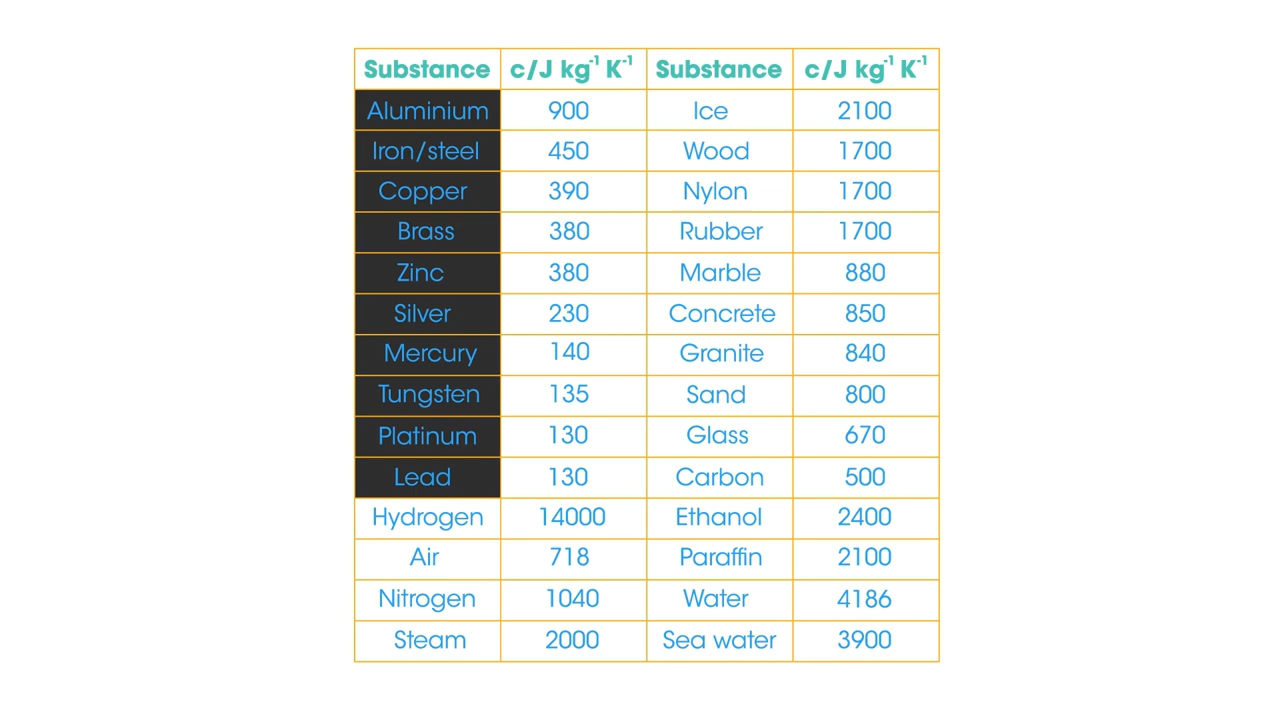 Substance c/J kg⁻¹ K⁻¹ Substance c/J kg⁻¹ K⁻¹
Aluminium 900 Ice 2100
Iron/steel 450 Wood 1700
Copper 390 Nylon 1700
Brass 380 Rubber 1700
Zinc 380 Marble 880
Silver 230 Concrete 850
Mercury 140 Granite 840
Tungsten 135 Sand 800
Platinum 130 Glass 670
Lead 130 Carbon 500
Hydrogen 14000 Ethanol 2400
Air 718 Paraffin 2100
Nitrogen 1040 Water 4186
Steam 2000 Sea water 3900